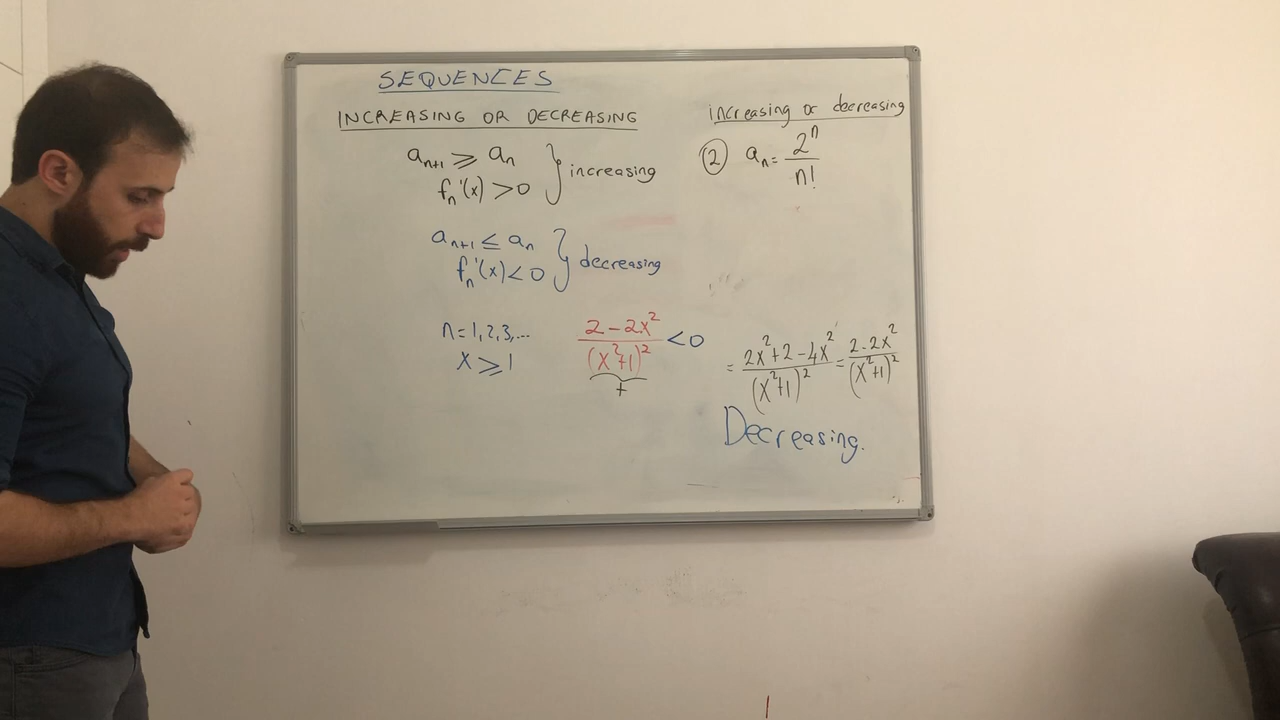 SEQUENCES
INCREASING OR DECREASING
aₙ₊₁ ⩾ aₙ
fₙ'(x) > 0
} increasing
aₙ₊₁ ≤ aₙ
fₙ'(x) < 0
} decreasing
n = 1, 2, 3, ...
x ⩾ 1
(2 - 2x²)/(x²+1)² < 0
+
increasing or decreasing
② aₙ = 2ⁿ/n!
= (2x² + 2 - 4x²)/(x²+1)² = (2 - 2x²)/(x²+1)²
Decreasing.